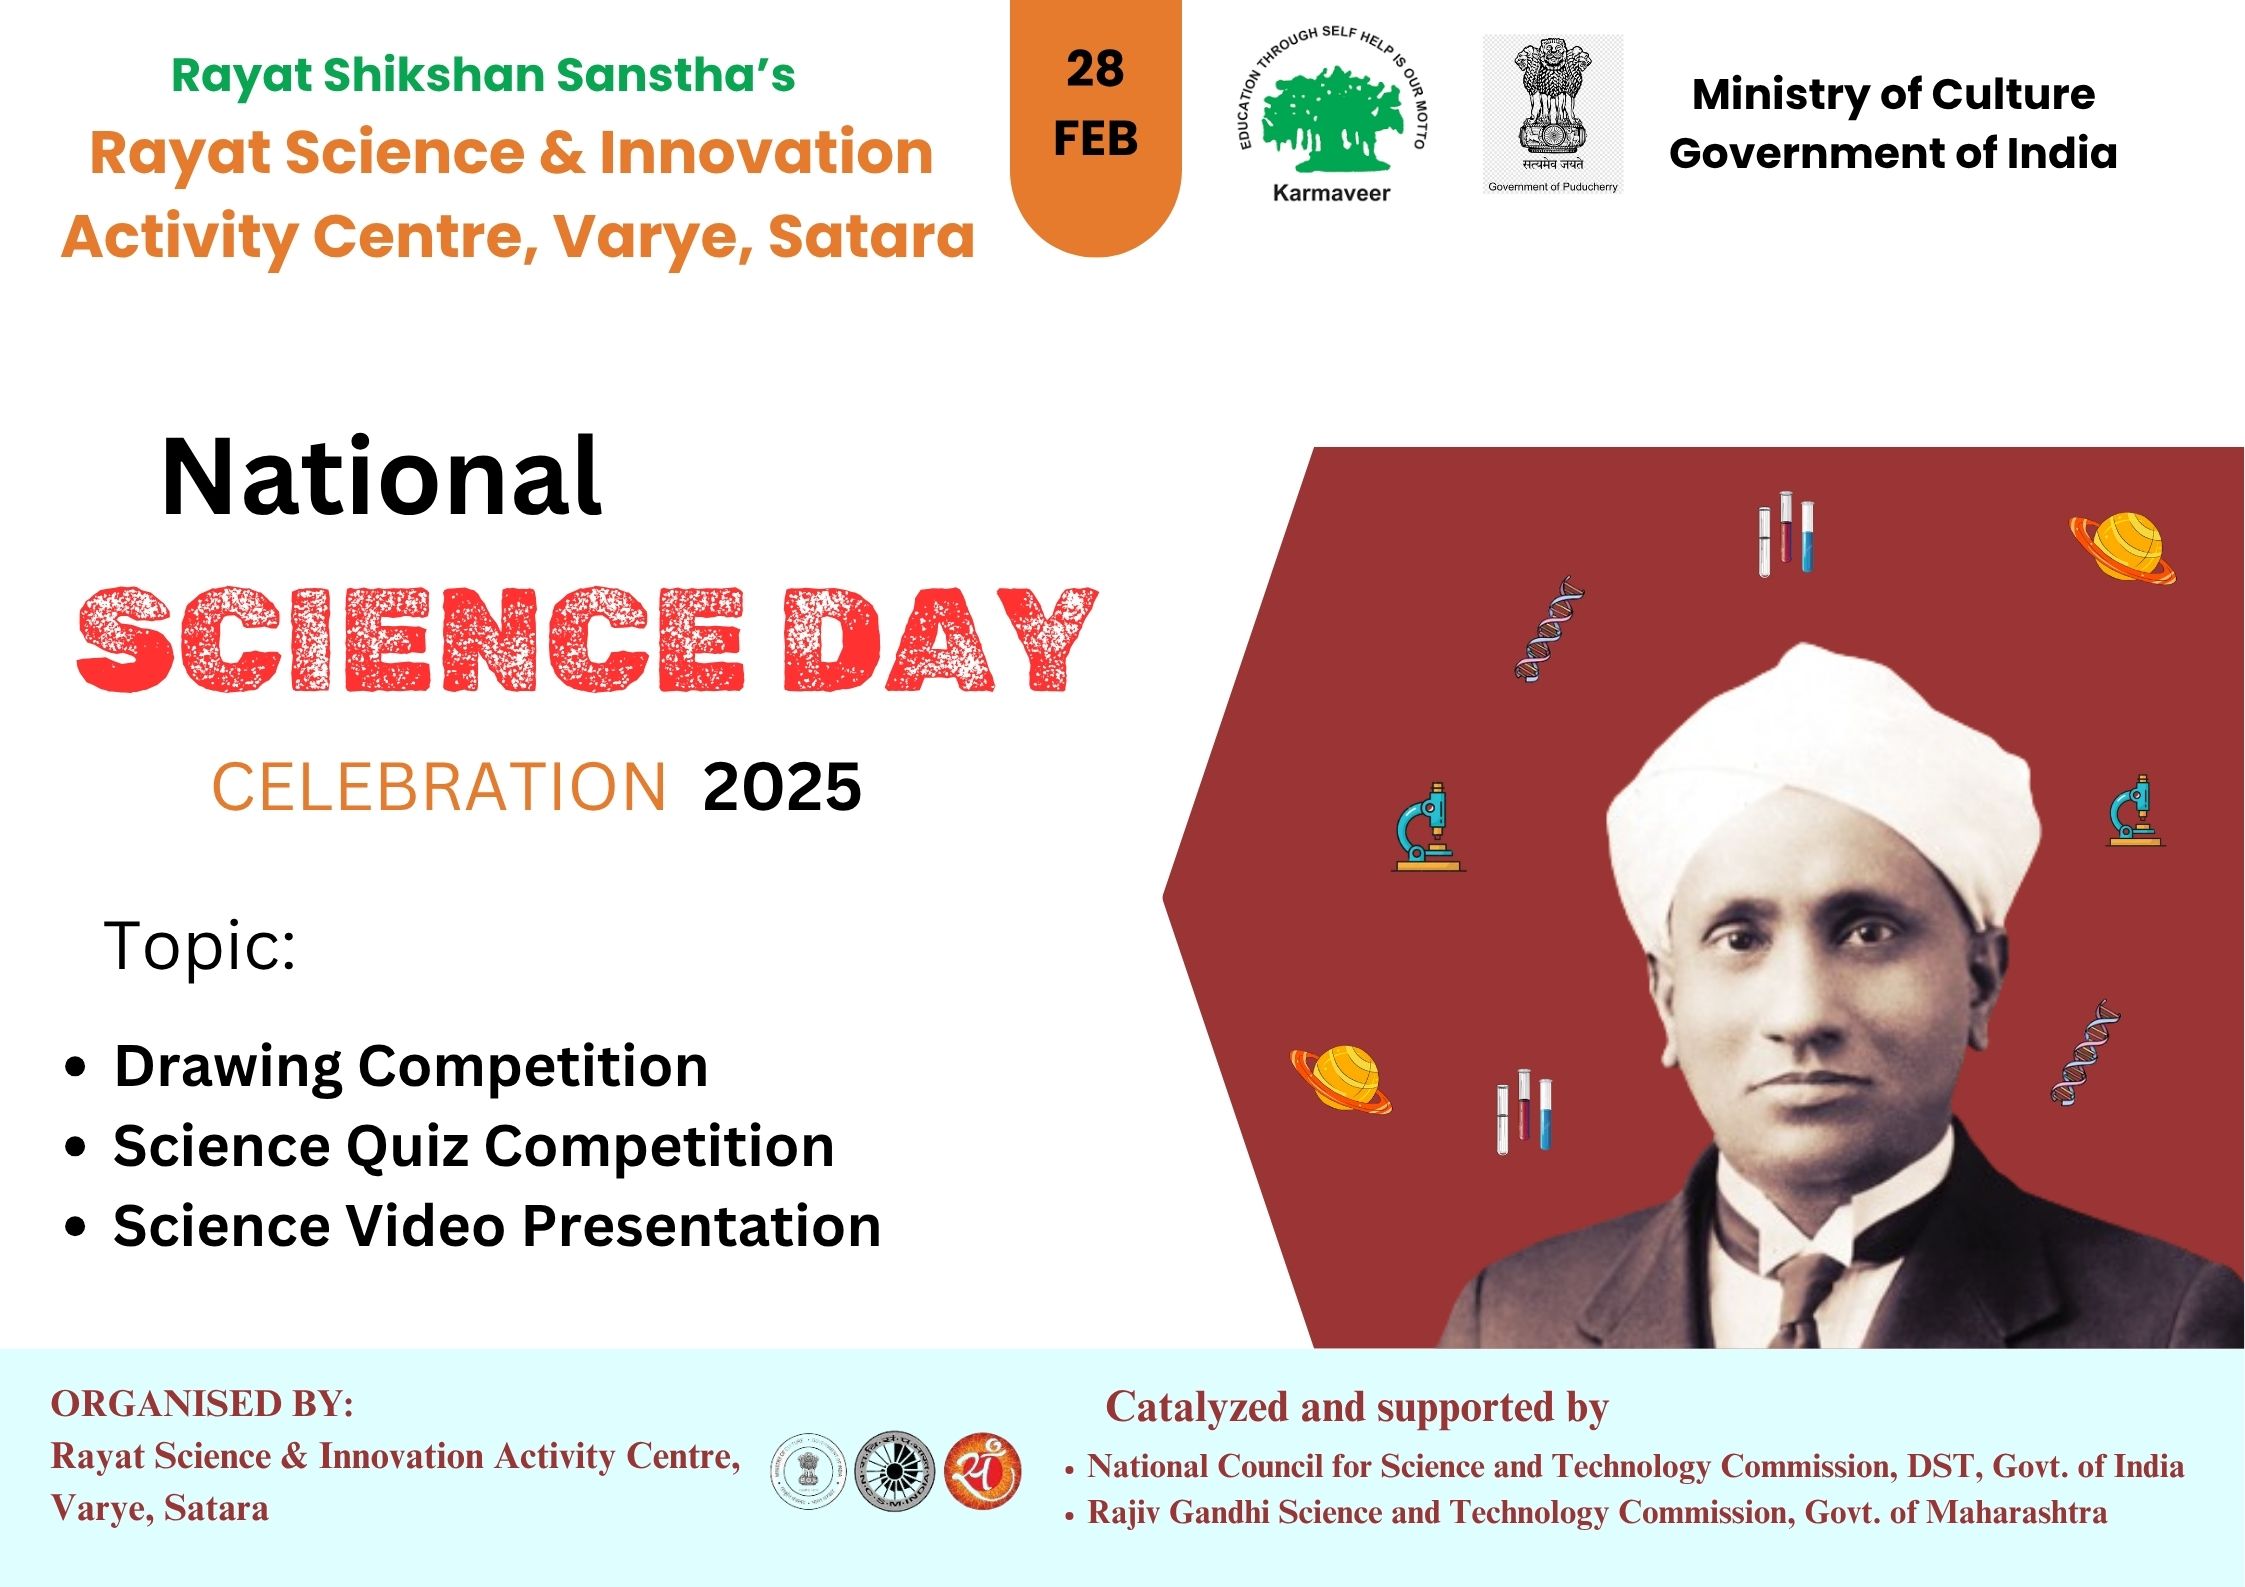 Rayat Shikshan Sanstha’s
Rayat Science & Innovation
Activity Centre, Varye, Satara
28
FEB
EDUCATION THROUGH SELF HELP IS OUR MOTTO
Karmaveer
सत्यमेव जयते
Government of Puducherry
Ministry of Culture
Government of India
National
SCIENCE DAY
CELEBRATION 2025
Topic:
• Drawing Competition
• Science Quiz Competition
• Science Video Presentation
ORGANISED BY:
Rayat Science & Innovation Activity Centre,
Varye, Satara
सं
Catalyzed and supported by
• National Council for Science and Technology Commission, DST, Govt. of India
• Rajiv Gandhi Science and Technology Commission, Govt. of Maharashtra